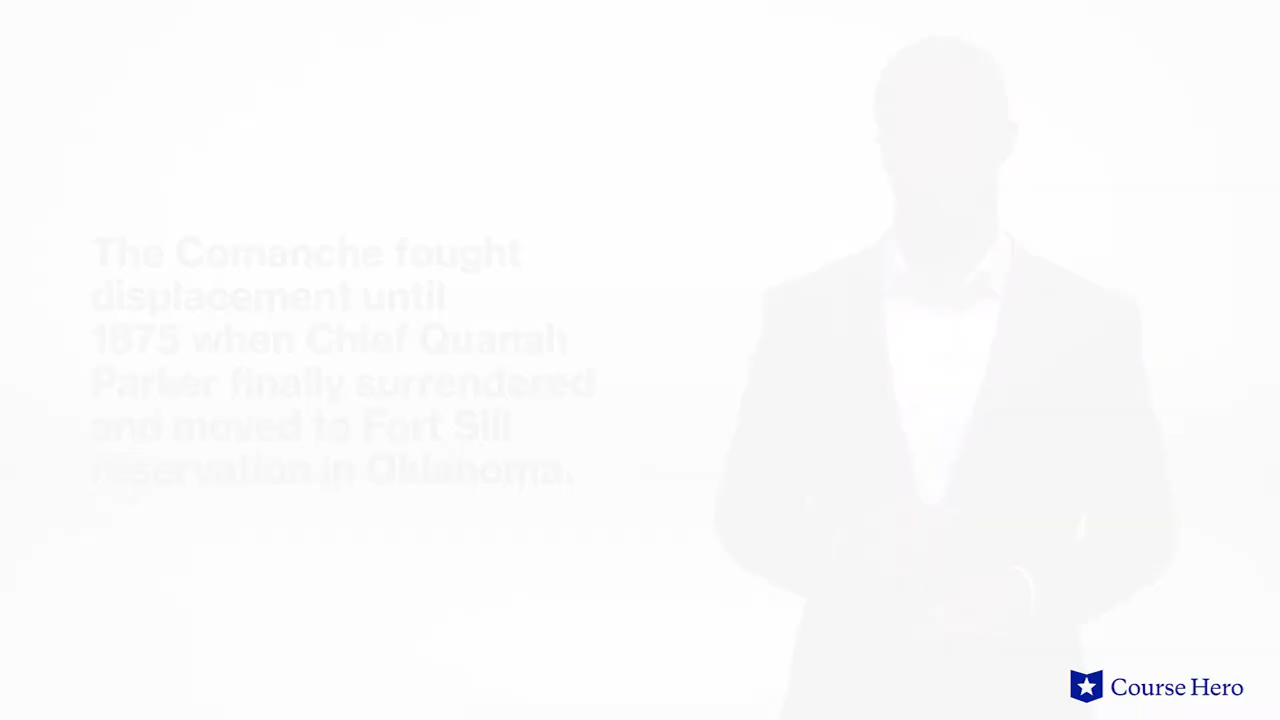 The Comanche fought
displacement until
1875 when Chief Quanah
Parker finally surrendered
and moved to Fort Sill
reservation in Oklahoma.
Course Hero